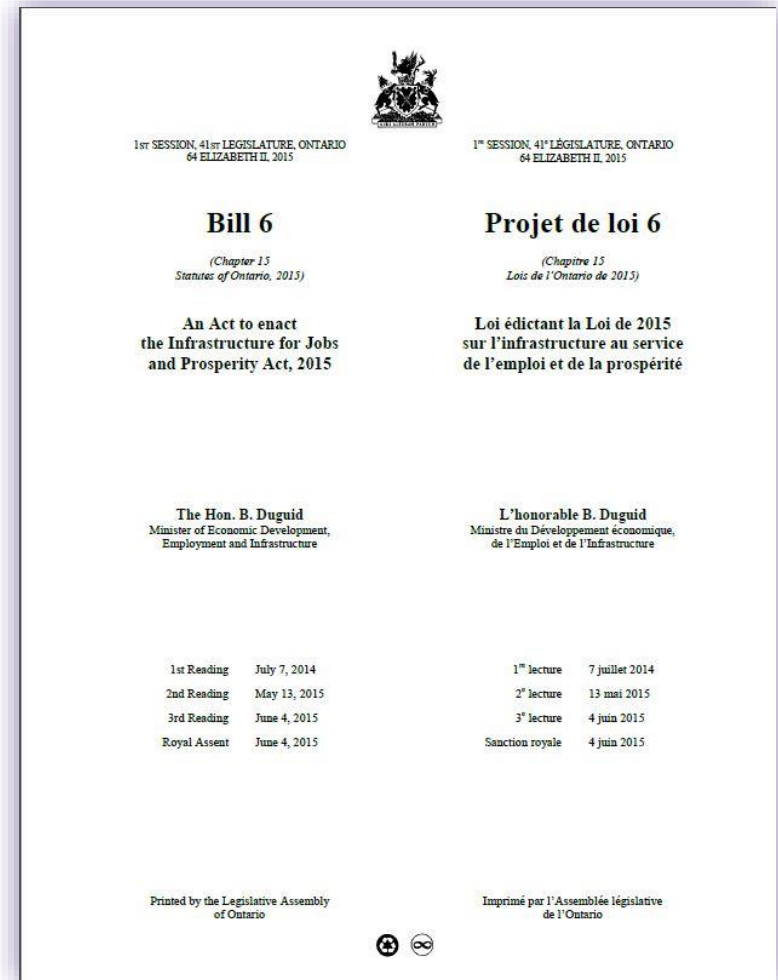 1ST SESSION, 41ST LEGISLATURE, ONTARIO
64 ELIZABETH II, 2015
Bill 6
(Chapter 15
Statutes of Ontario, 2015)
An Act to enact
the Infrastructure for Jobs
and Prosperity Act, 2015
The Hon. B. Duguid
Minister of Economic Development,
Employment and Infrastructure
1st Reading July 7, 2014
2nd Reading May 13, 2015
3rd Reading June 4, 2015
Royal Assent June 4, 2015
Printed by the Legislative Assembly
of Ontario
1re SESSION, 41e LÉGISLATURE, ONTARIO
64 ELIZABETH II, 2015
Projet de loi 6
(Chapitre 15
Lois de l'Ontario de 2015)
Loi édictant la Loi de 2015
sur l'infrastructure au service
de l'emploi et de la prospérité
L'honorable B. Duguid
Ministre du Développement économique,
de l'Emploi et de l'Infrastructure
1re lecture 7 juillet 2014
2e lecture 13 mai 2015
3e lecture 4 juin 2015
Sanction royale 4 juin 2015
Imprimé par l'Assemblée législative
de l'Ontario